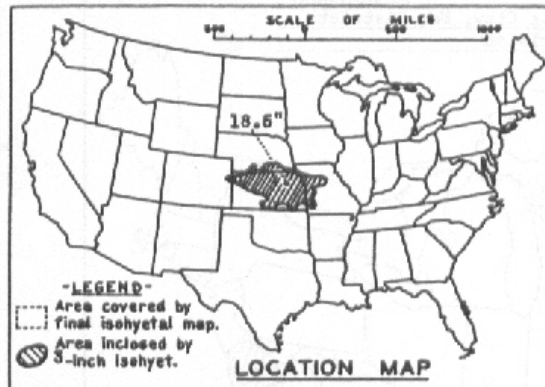 SCALE OF MILES
500 0 500 1000
18.6"
-LEGEND-
Area covered by
final isohyetal map.
Area inclosed by
3-inch isohyet.
LOCATION MAP